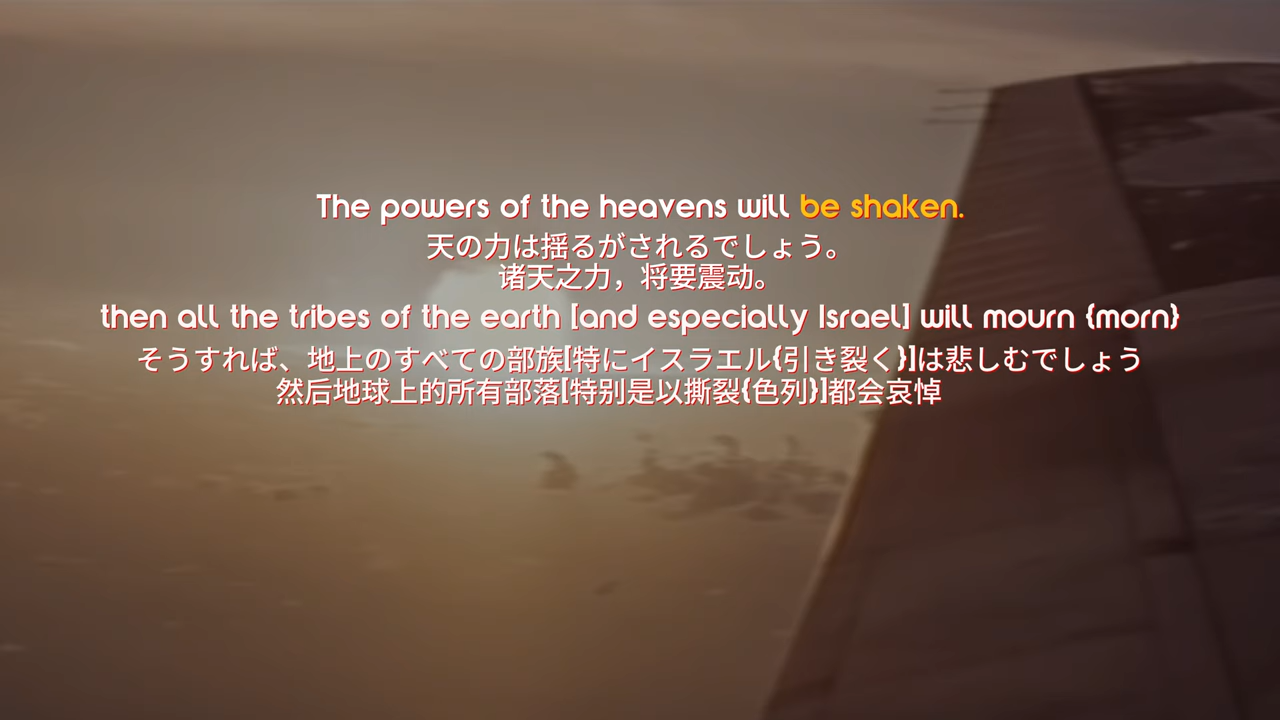 The powers of the heavens will be shaken.
天の力は揺るがされるでしょう。
诸天之力，将要震动。
then all the tribes of the earth [and especially Israel] will mourn {morn}
そうすれば、地上のすべての部族[特にイスラエル{引き裂く}]は悲しむでしょう
然后地球上的所有部落[特别是以撕裂{色列}]都会哀悼